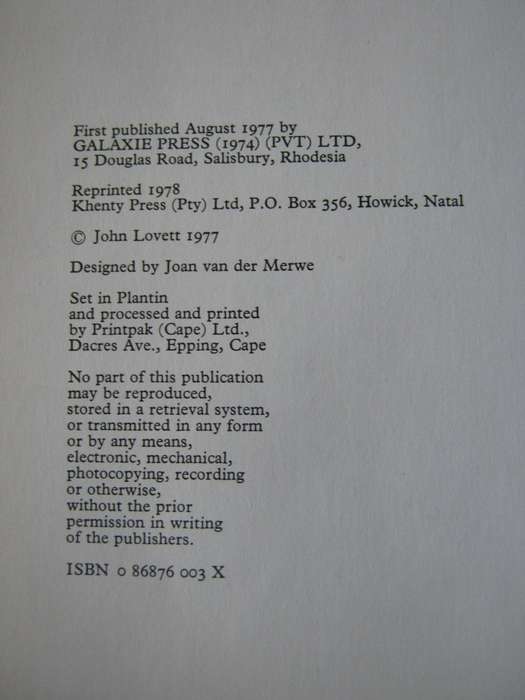 First published August 1977 by
GALAXIE PRESS (1974) (PVT) LTD,
15 Douglas Road, Salisbury, Rhodesia
Reprinted 1978
Khenty Press (Pty) Ltd, P.O. Box 356, Howick, Natal
© John Lovett 1977
Designed by Joan van der Merwe
Set in Plantin
and processed and printed
by Printpak (Cape) Ltd.,
Dacres Ave., Epping, Cape
No part of this publication
may be reproduced,
stored in a retrieval system,
or transmitted in any form
or by any means,
electronic, mechanical,
photocopying, recording
or otherwise,
without the prior
permission in writing
of the publishers.
ISBN 0 86876 003 X